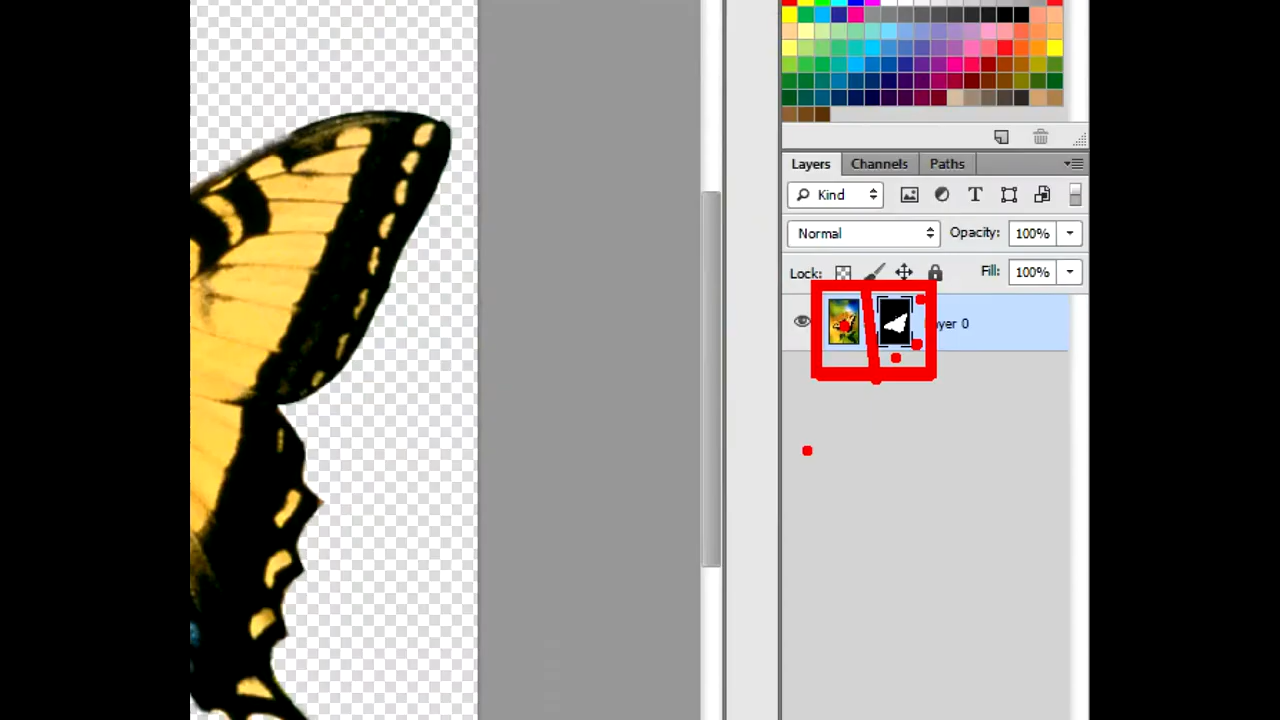 Layers Channels Paths
Kind T
Normal Opacity: 100%
Lock: Fill: 100%
yer 0